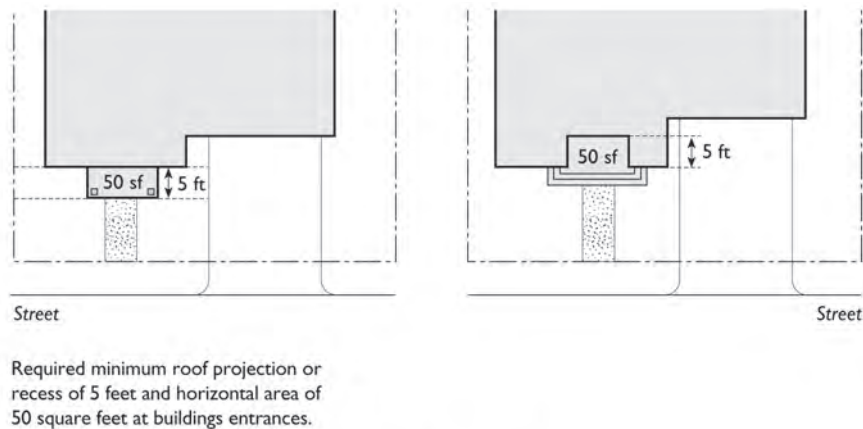 50 sf
5 ft
50 sf
5 ft
Street
Street
Required minimum roof projection or
recess of 5 feet and horizontal area of
50 square feet at buildings entrances.